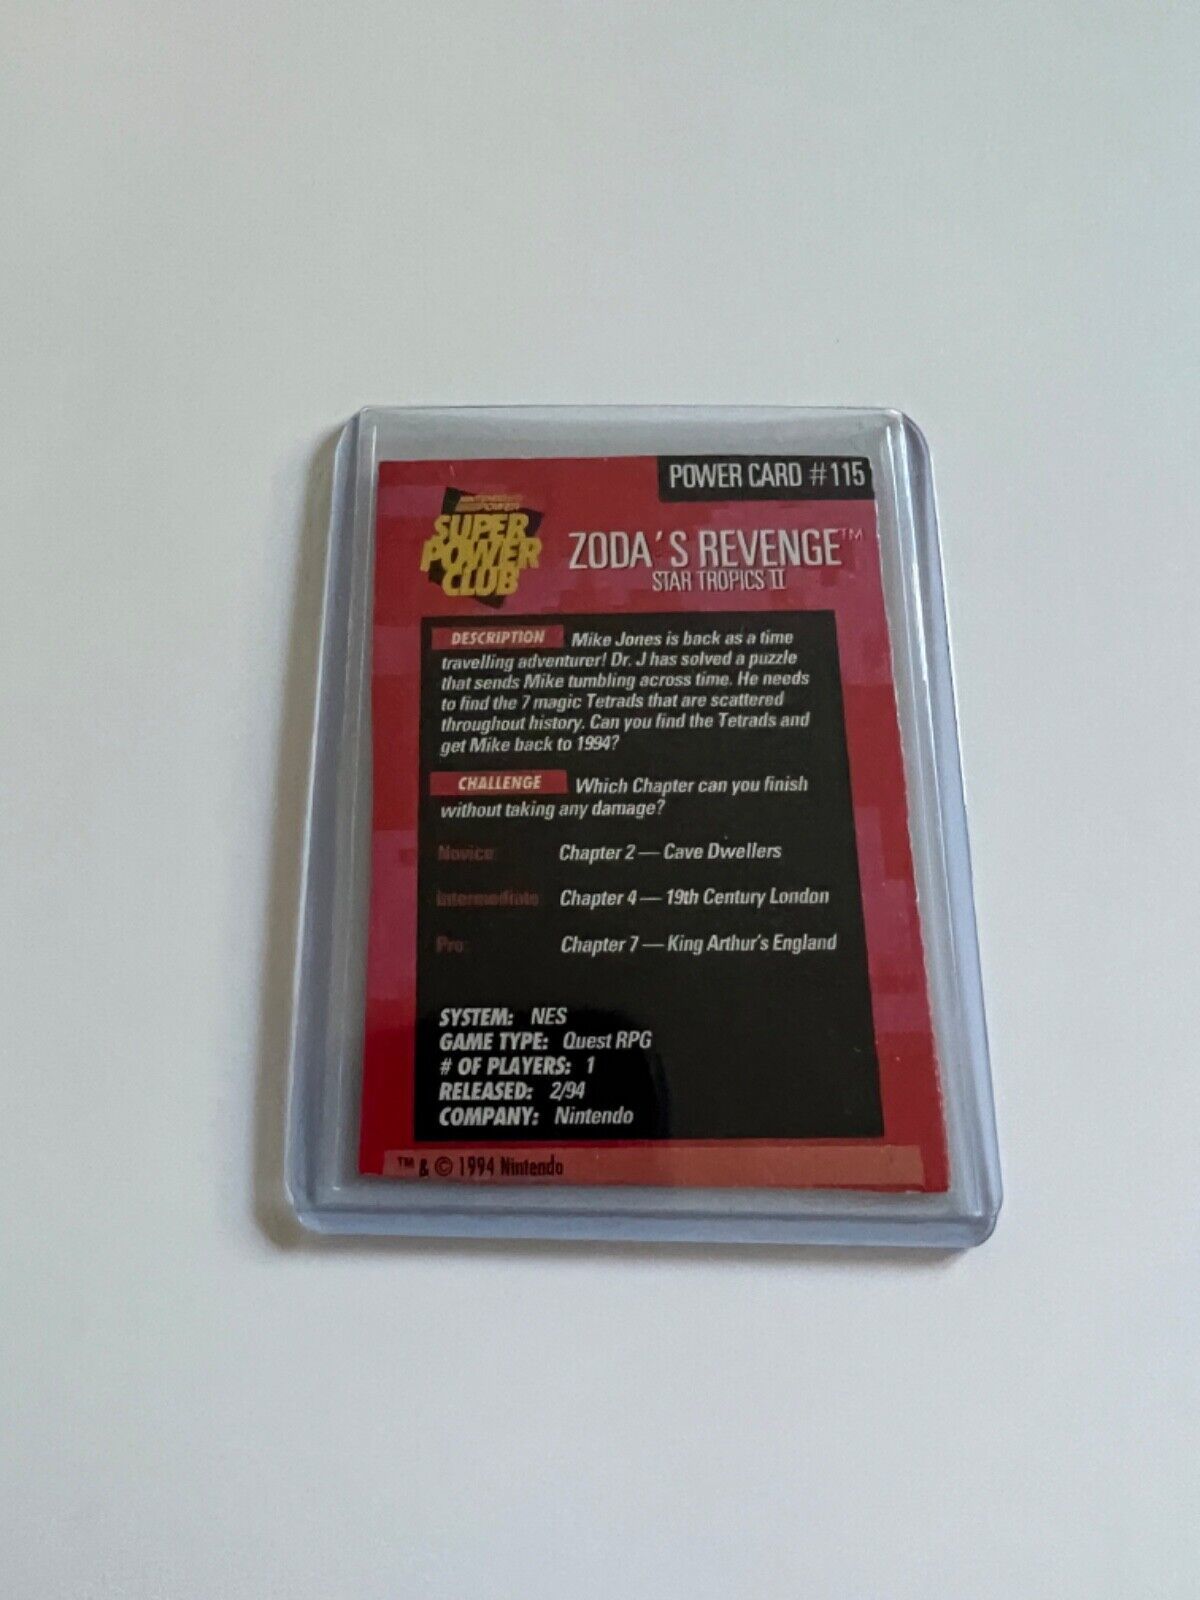 POWER CARD #115
NINTENDO
POWER
SUPER
POWER
CLUB
ZODA'S REVENGE™
STAR TROPICS II
DESCRIPTION Mike Jones is back as a time
travelling adventurer! Dr. J has solved a puzzle
that sends Mike tumbling across time. He needs
to find the 7 magic Tetrads that are scattered
throughout history. Can you find the Tetrads and
get Mike back to 1994?
CHALLENGE Which Chapter can you finish
without taking any damage?
Novice: Chapter 2 — Cave Dwellers
Intermediate Chapter 4 — 19th Century London
Pro: Chapter 7 — King Arthur's England
SYSTEM: NES
GAME TYPE: Quest RPG
# OF PLAYERS: 1
RELEASED: 2/94
COMPANY: Nintendo
™ & © 1994 Nintendo